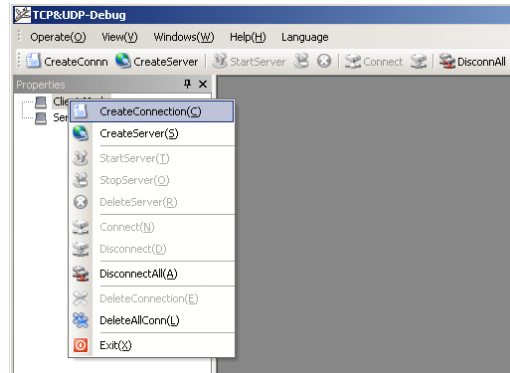 TCP&UDP-Debug
Operate(O) View(V) Windows(W) Help(H) Language
CreateConnn CreateServer StartServer Connect DisconnAll
Properties
CreateConnection(C)
CreateServer(S)
StartServer(T)
StopServer(O)
DeleteServer(R)
Connect(N)
Disconnect(D)
DisconnectAll(A)
DeleteConnection(E)
DeleteAllConn(L)
Exit(X)